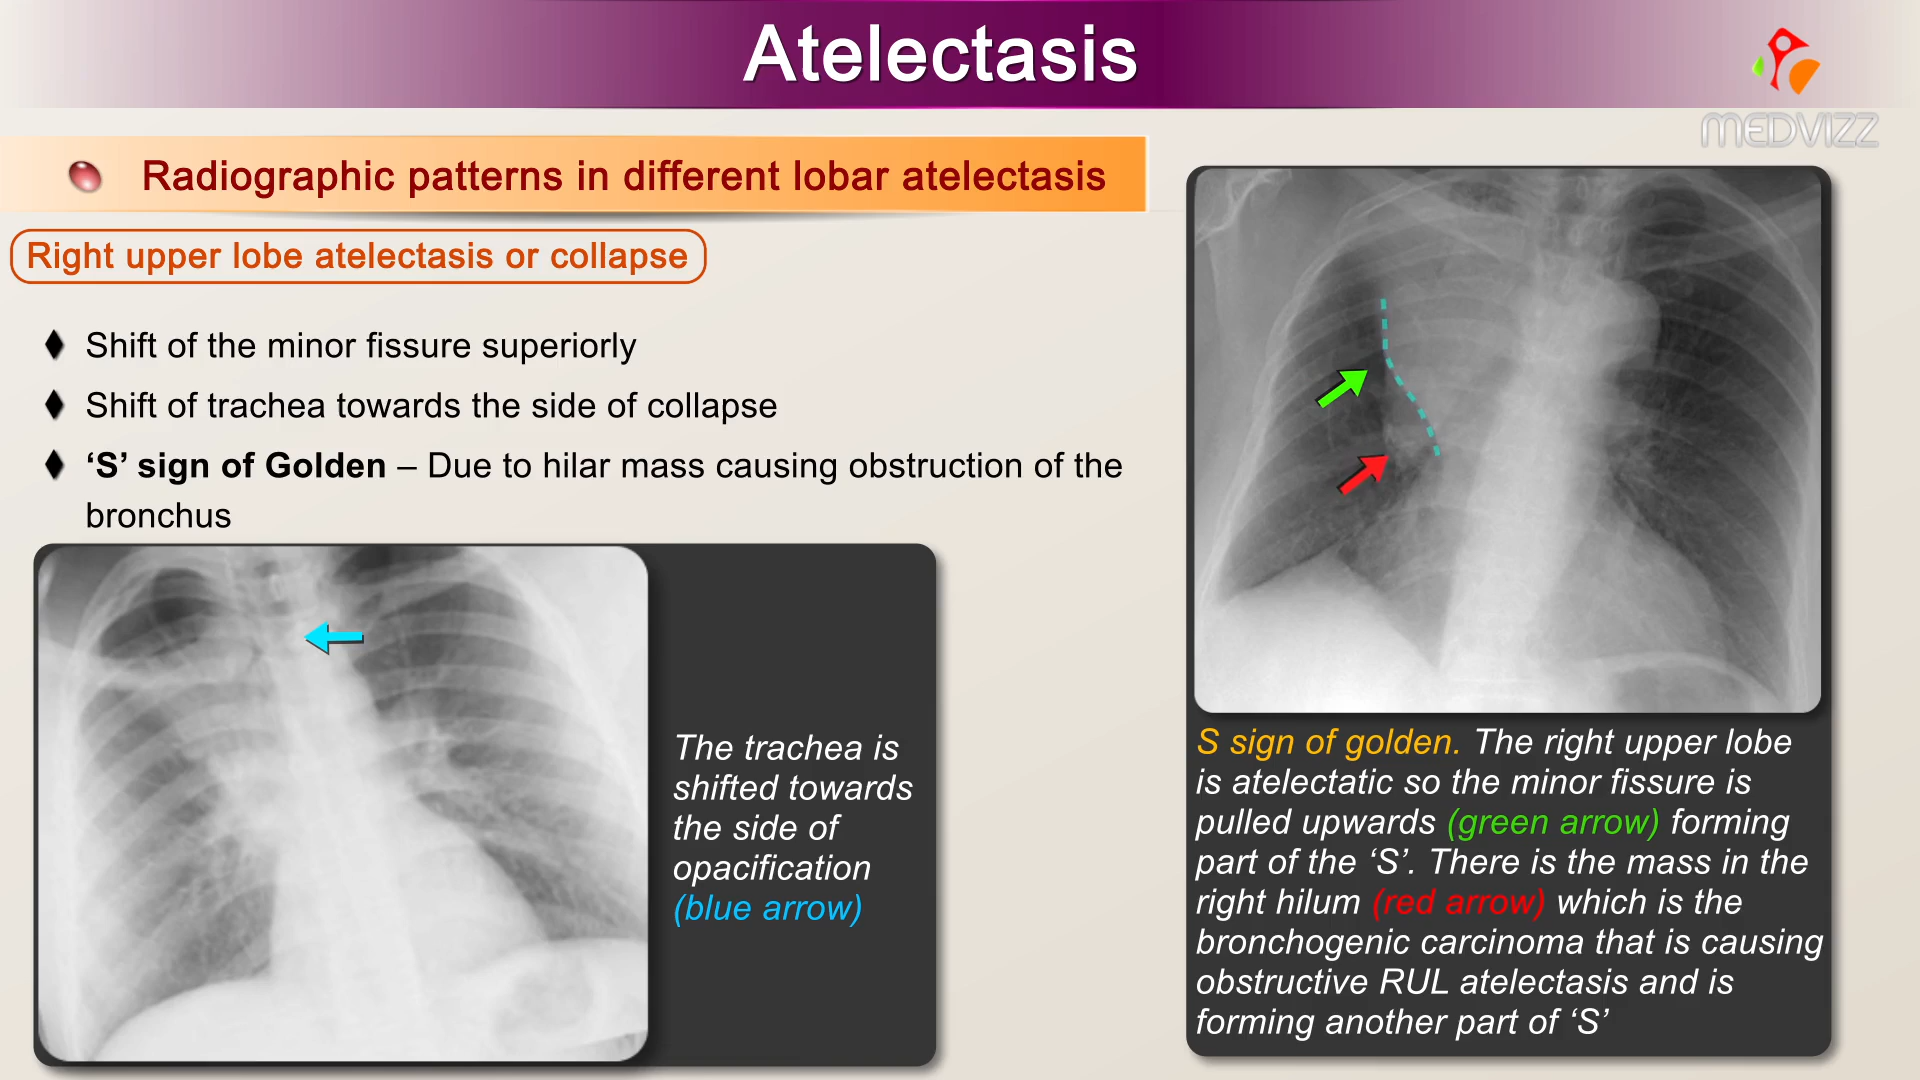 Atelectasis
MEDVIZZ
Radiographic patterns in different lobar atelectasis
Right upper lobe atelectasis or collapse
Shift of the minor fissure superiorly
Shift of trachea towards the side of collapse
‘S’ sign of Golden – Due to hilar mass causing obstruction of the
bronchus
The trachea is
shifted towards
the side of
opacification
(blue arrow)
S sign of golden. The right upper lobe
is atelectatic so the minor fissure is
pulled upwards (green arrow) forming
part of the ‘S’. There is the mass in the
right hilum (red arrow) which is the
bronchogenic carcinoma that is causing
obstructive RUL atelectasis and is
forming another part of ‘S’